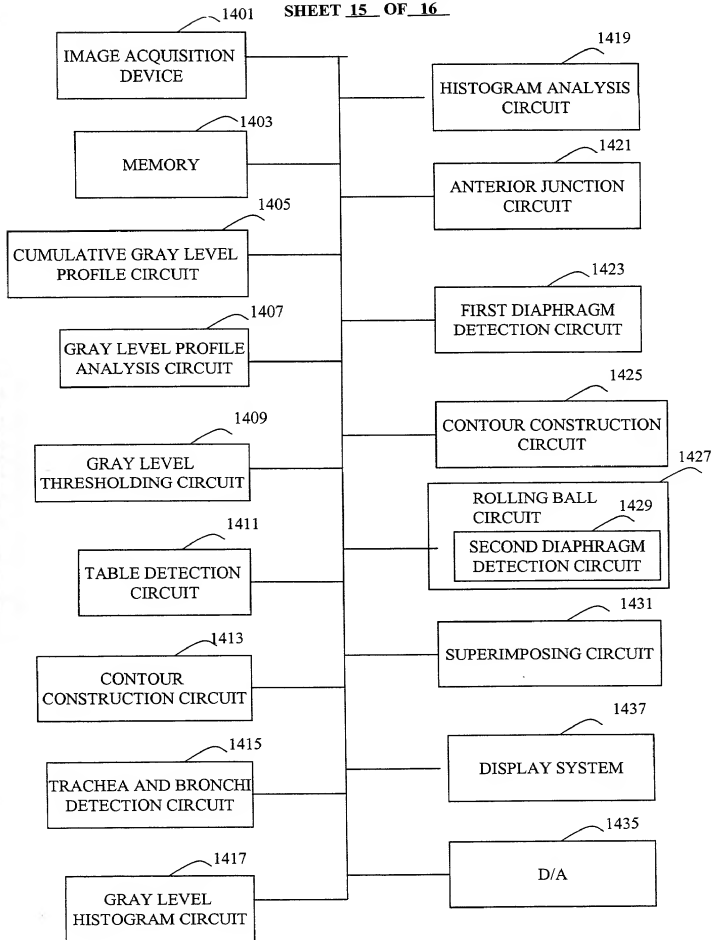 SHEET 15 OF 16
1401
IMAGE ACQUISITION
DEVICE
1403
MEMORY
1405
CUMULATIVE GRAY LEVEL
PROFILE CIRCUIT
1407
GRAY LEVEL PROFILE
ANALYSIS CIRCUIT
1409
GRAY LEVEL
THRESHOLDING CIRCUIT
1411
TABLE DETECTION
CIRCUIT
1413
CONTOUR
CONSTRUCTION CIRCUIT
1415
TRACHEA AND BRONCHI
DETECTION CIRCUIT
1417
GRAY LEVEL
HISTOGRAM CIRCUIT
1419
HISTOGRAM ANALYSIS
CIRCUIT
1421
ANTERIOR JUNCTION
CIRCUIT
1423
FIRST DIAPHRAGM
DETECTION CIRCUIT
1425
CONTOUR CONSTRUCTION
CIRCUIT
1427
ROLLING BALL
CIRCUIT
1429
SECOND DIAPHRAGM
DETECTION CIRCUIT
1431
SUPERIMPOSING CIRCUIT
1437
DISPLAY SYSTEM
1435
D/A